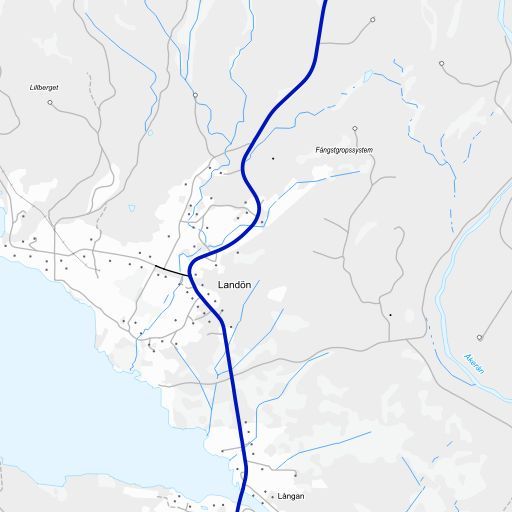 Lillberget
Fångstgropssystem
Landön
Åkerån
Långan